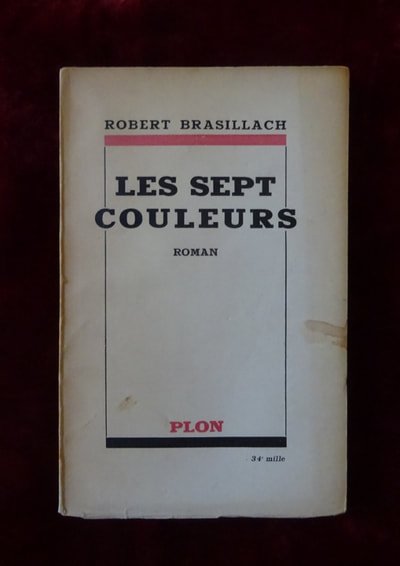 ROBERT BRASILLACH
LES SEPT
COULEURS
ROMAN
PLON
34e mille